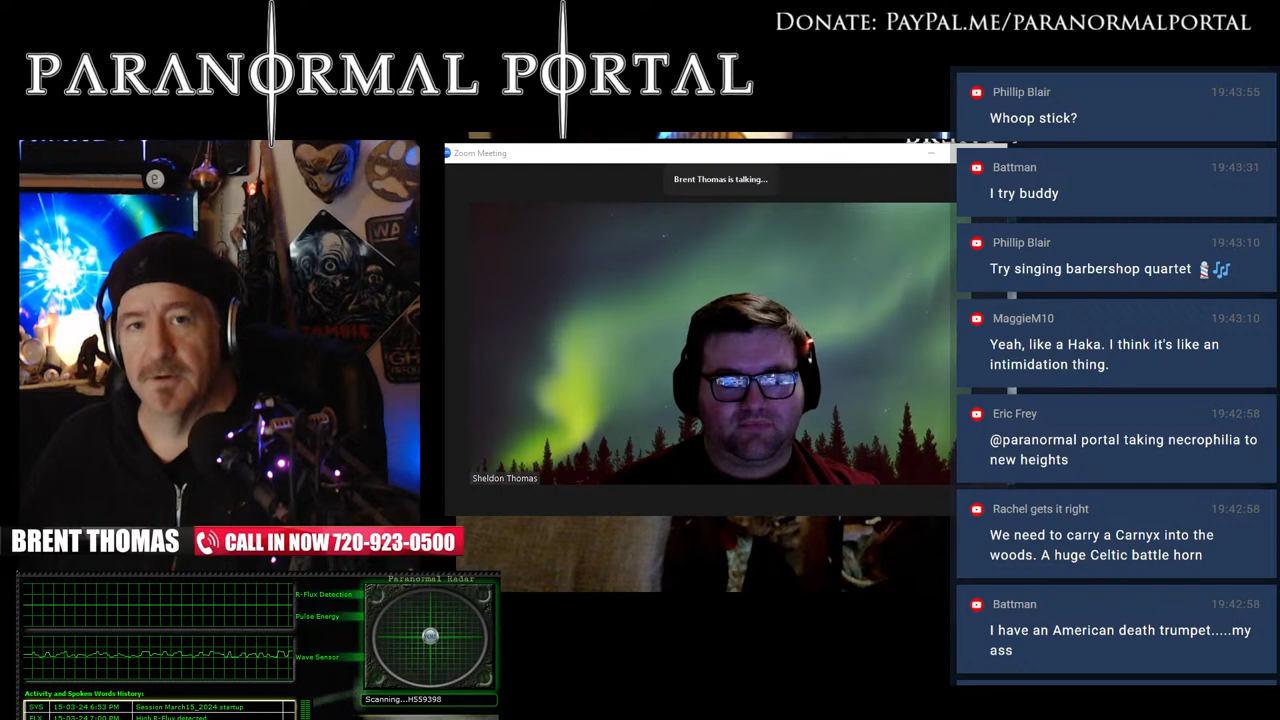 DONATE: PAYPAL.ME/PARANORMALPORTAL
PARANORMAL PORTAL
Zoom Meeting
Brent Thomas is talking...
Sheldon Thomas
WA
ZOMBIE
BRENT THOMAS
CALL IN NOW 720-923-0500
Phillip Blair 19:43:55
Whoop stick?
Battman 19:43:31
I try buddy
Phillip Blair 19:43:10
Try singing barbershop quartet 💈🎶
MaggieM10 19:43:10
Yeah, like a Haka. I think it's like an
intimidation thing.
Eric Frey 19:42:58
@paranormal portal taking necrophilia to
new heights
Rachel gets it right 19:42:58
We need to carry a Carnyx into the
woods. A huge Celtic battle horn
Battman 19:42:58
I have an American death trumpet.....my
ass
Paranormal Radar
R-Flux Detection
Pulse Energy
Wave Sensor
Scanning...H559398
Activity and Spoken Words History:
SYS 15-03-24 6:53 PM Session March15_2024 startup
FLX 15-03-24 7:00 PM High R-Flux detected